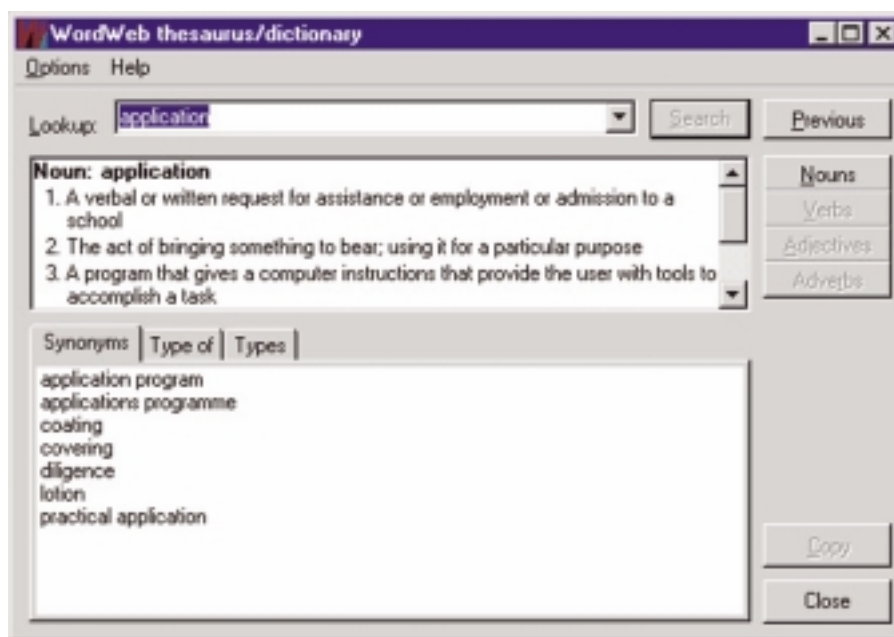 WordWeb thesaurus/dictionary
Options Help
Lookup: application Search Previous
Noun: application
1. A verbal or written request for assistance or employment or admission to a
school
2. The act of bringing something to bear; using it for a particular purpose
3. A program that gives a computer instructions that provide the user with tools to
accomplish a task
Nouns
Verbs
Adjectives
Adverbs
Synonyms Type of Types
application program
applications programme
coating
covering
diligence
lotion
practical application
Copy
Close